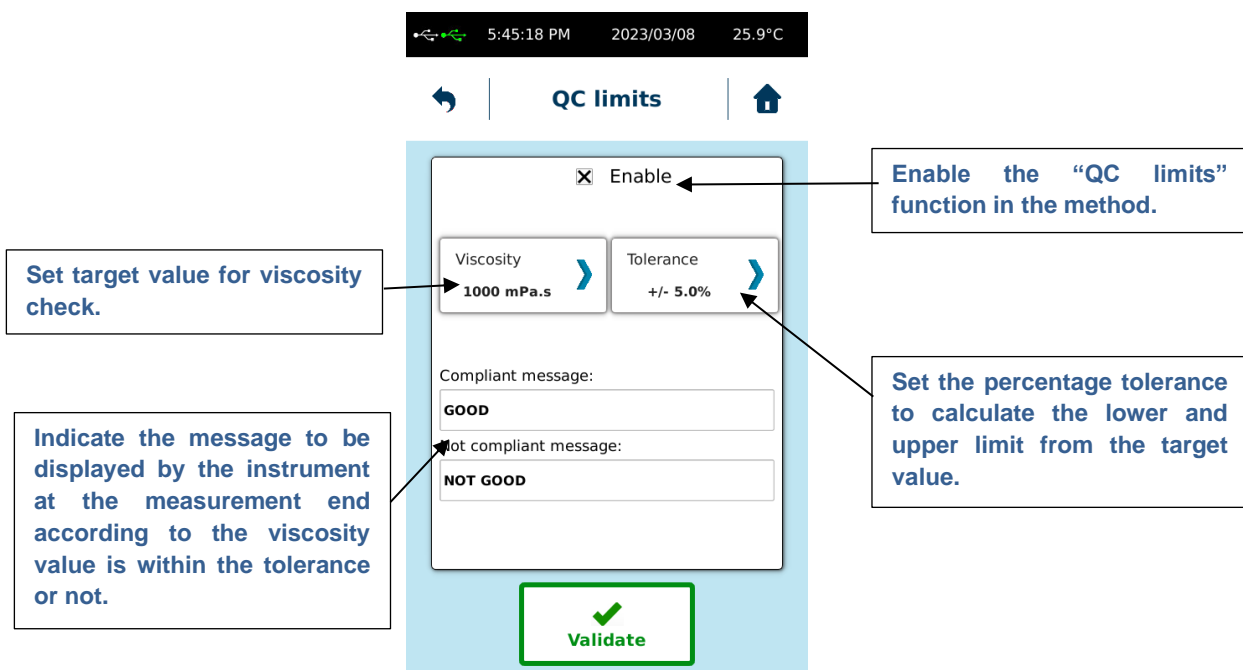 5:45:18 PM 2023/03/08 25.9°C
QC limits
Enable
Enable the “QC limits”
function in the method.
Viscosity
1000 mPa.s
Tolerance
+/- 5.0%
Set target value for viscosity
check.
Set the percentage tolerance
to calculate the lower and
upper limit from the target
value.
Compliant message:
GOOD
Not compliant message:
NOT GOOD
Indicate the message to be
displayed by the instrument
at the measurement end
according to the viscosity
value is within the tolerance
or not.
Validate